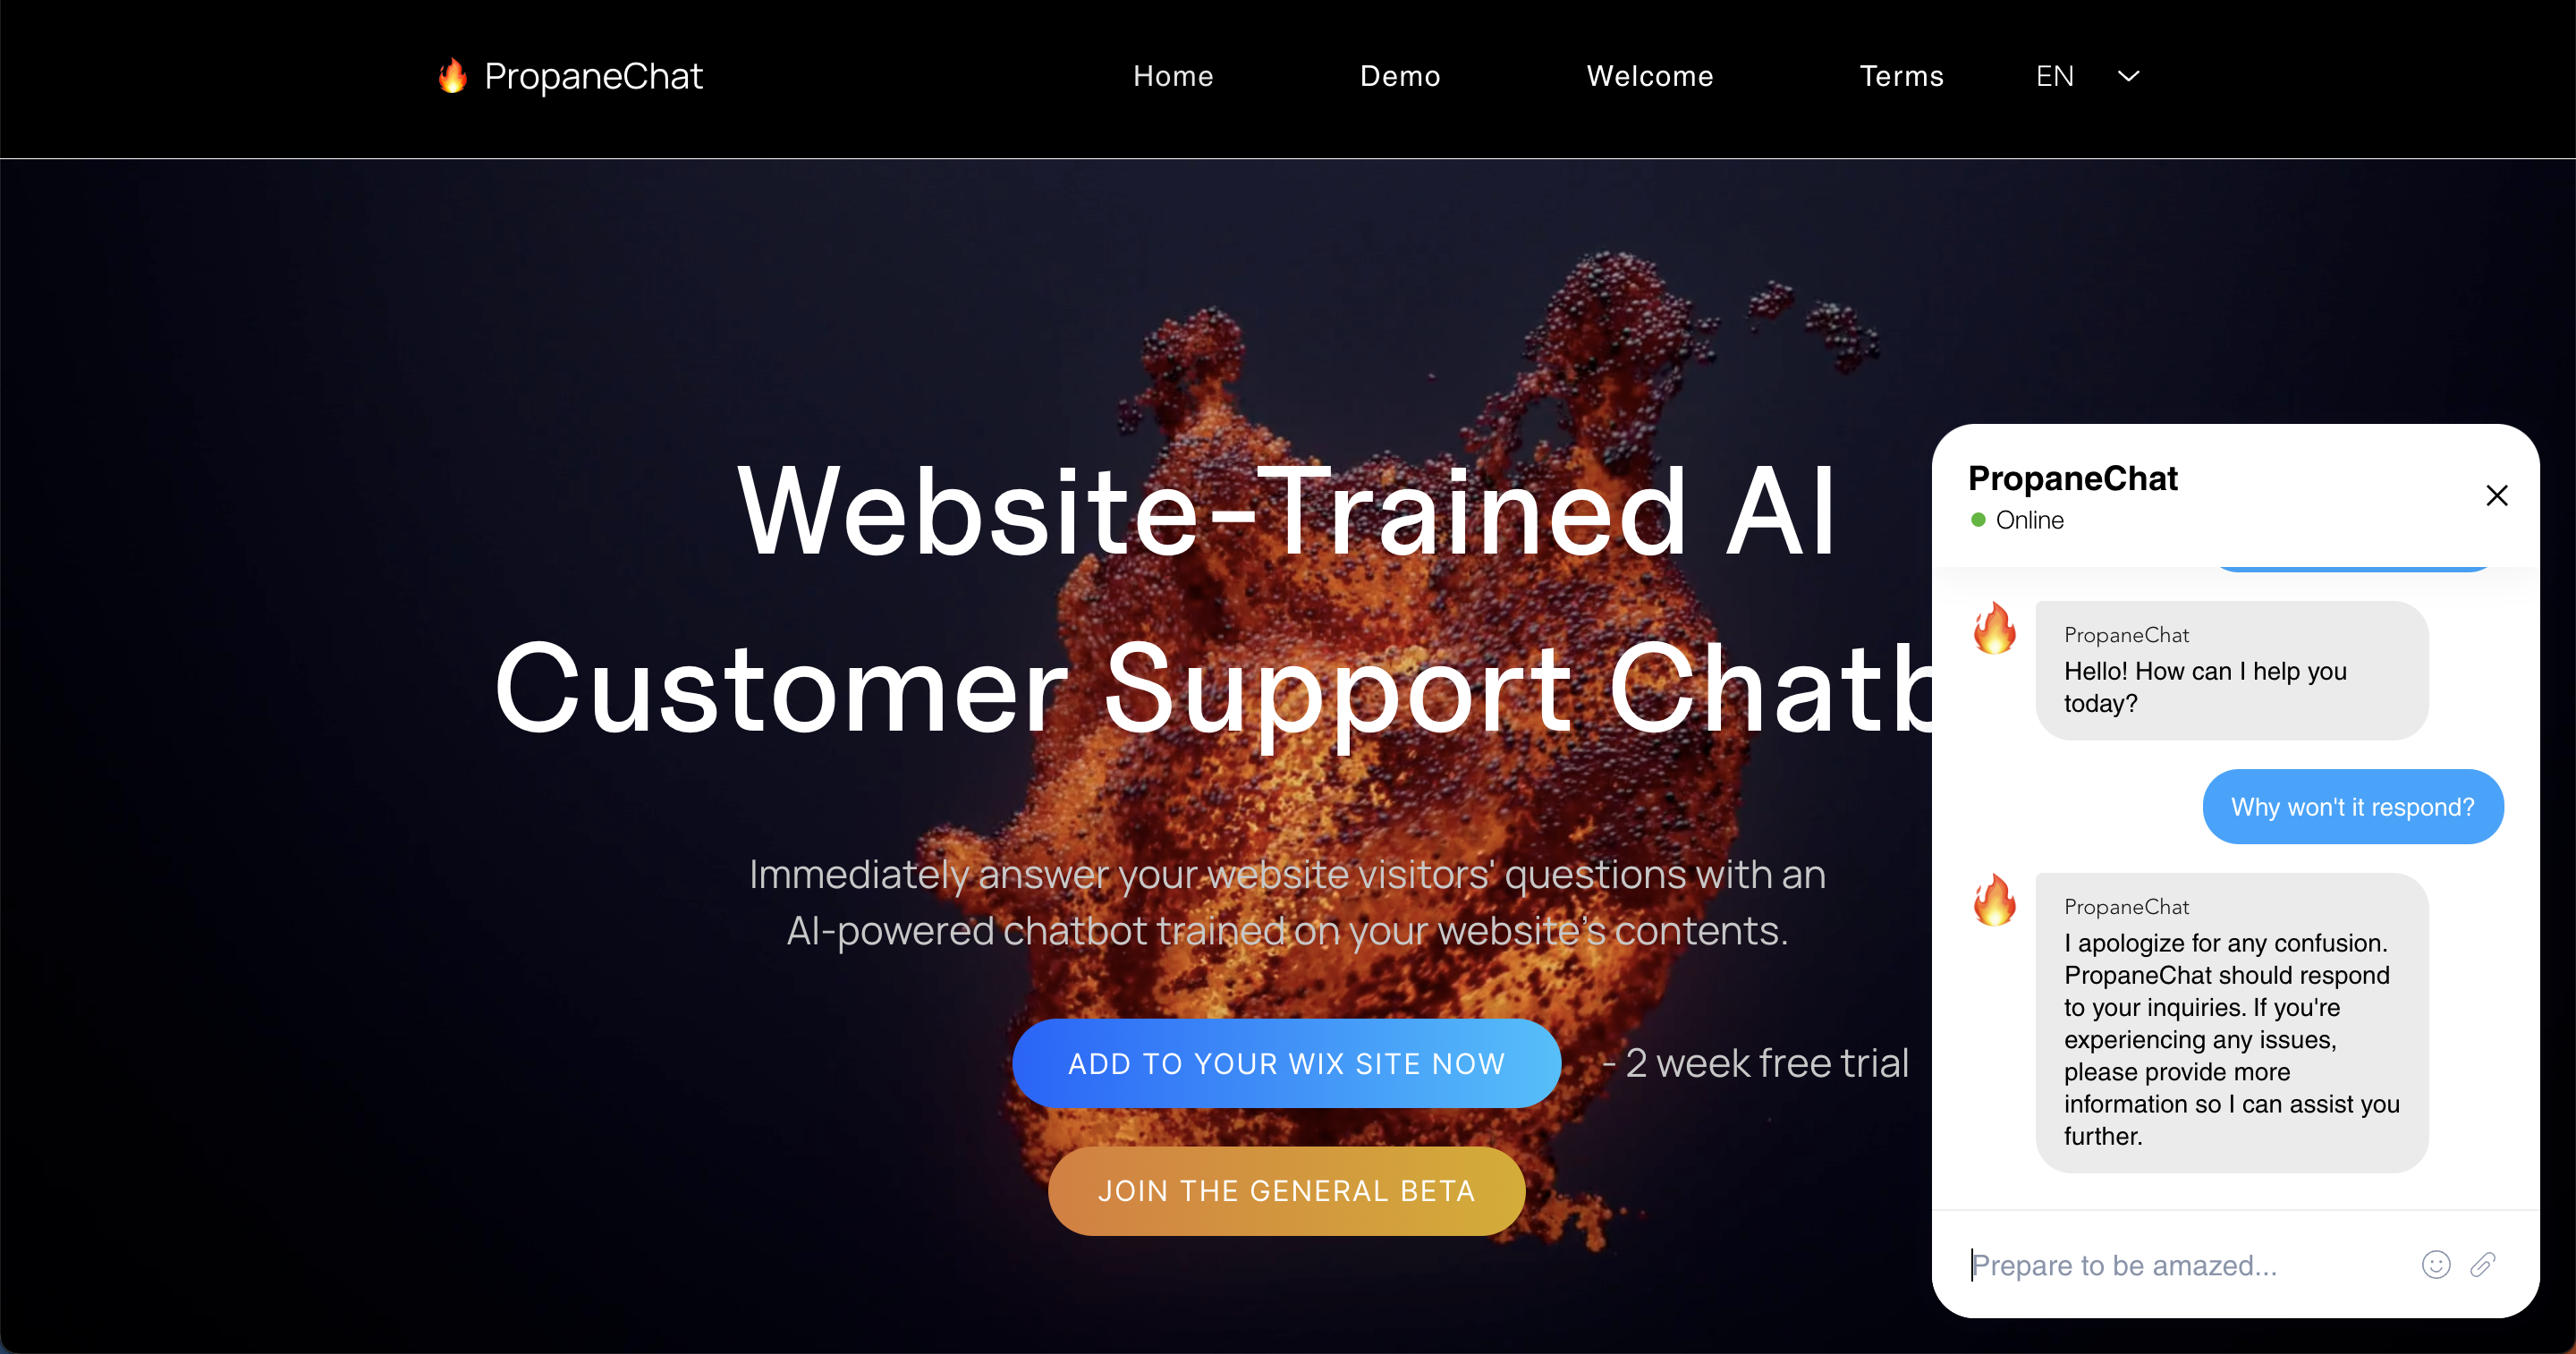 PropaneChat
Home
Demo
Welcome
Terms
EN
Website-Trained AI
Customer Support Chatb
Immediately answer your website visitors' questions with an
AI-powered chatbot trained on your website's contents.
ADD TO YOUR WIX SITE NOW
- 2 week free trial
JOIN THE GENERAL BETA
PropaneChat
Online
PropaneChat
Hello! How can I help you
today?
Why won't it respond?
PropaneChat
I apologize for any confusion.
PropaneChat should respond
to your inquiries. If you're
experiencing any issues,
please provide more
information so I can assist you
further.
Prepare to be amazed...